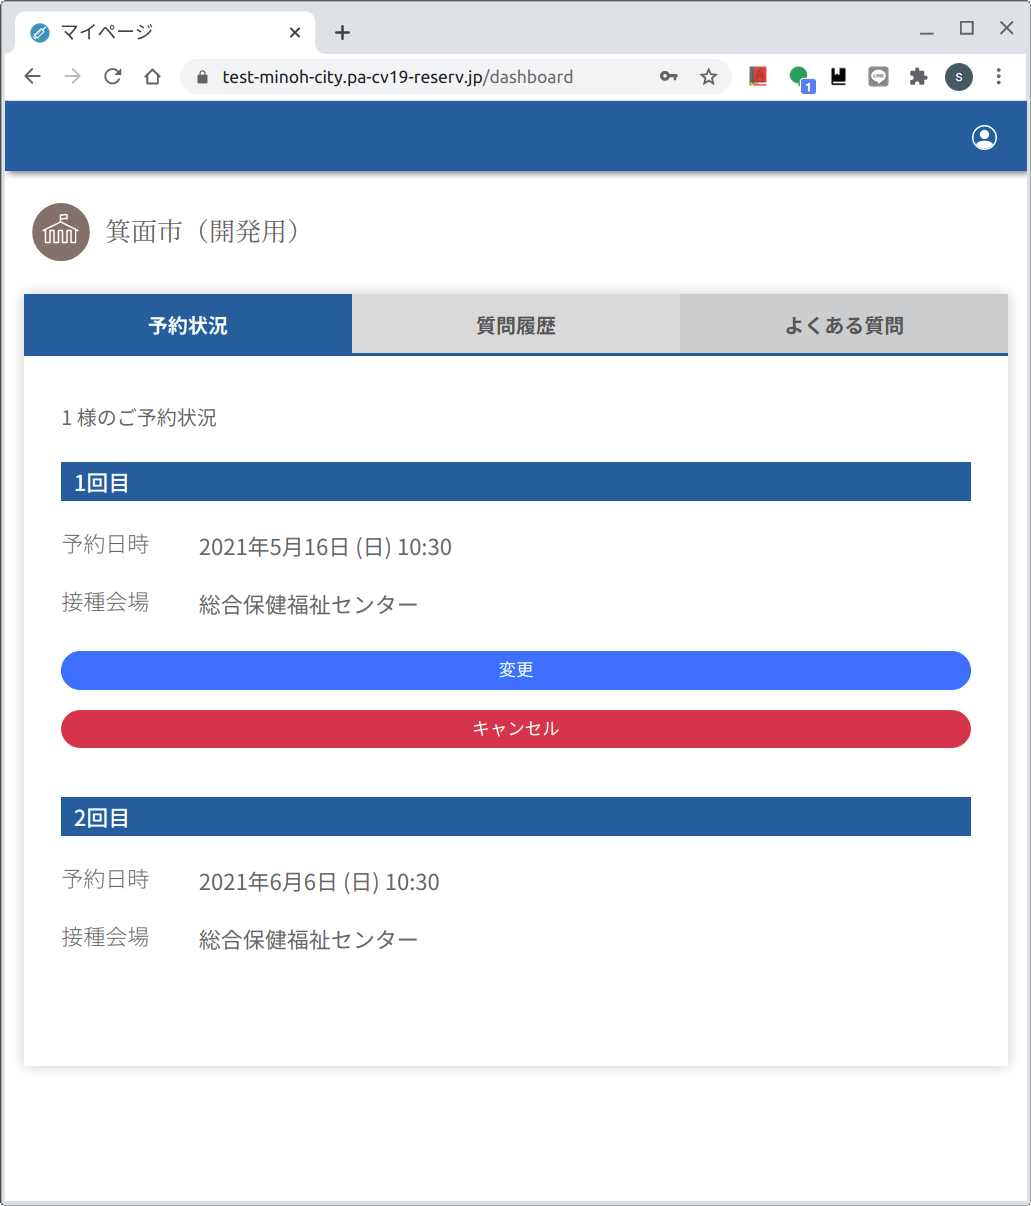 マイページ
test-minoh-city.pa-cv19-reserv.jp/dashboard
1
S
箕面市（開発用）
予約状況 質問履歴 よくある質問
1 様のご予約状況
1回目
予約日時 2021年5月16日 (日) 10:30
接種会場 総合保健福祉センター
変更
キャンセル
2回目
予約日時 2021年6月6日 (日) 10:30
接種会場 総合保健福祉センター